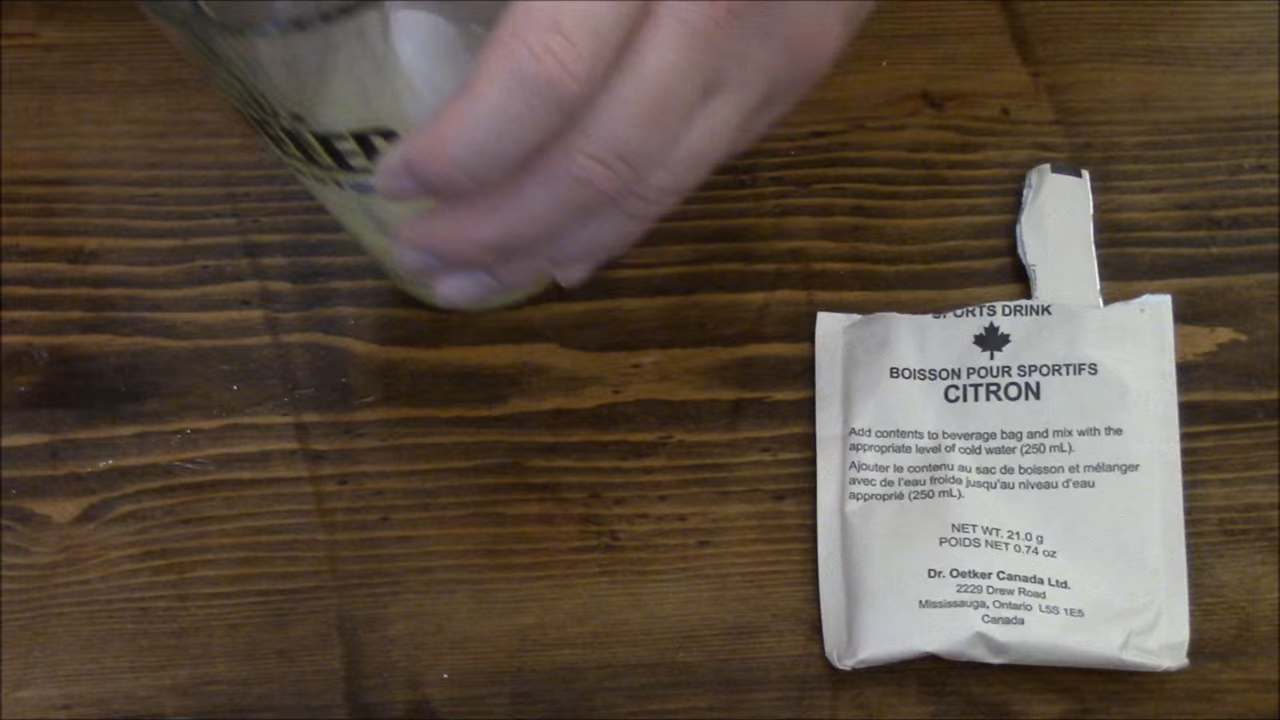 SPORTS DRINK
BOISSON POUR SPORTIFS
CITRON
Add contents to beverage bag and mix with the
appropriate level of cold water (250 mL).
Ajouter le contenu au sac de boisson et mélanger
avec de l'eau froide jusqu'au niveau d'eau
approprié (250 mL).
NET WT. 21.0 g
POIDS NET 0.74 oz
Dr. Oetker Canada Ltd.
2229 Drew Road
Mississauga, Ontario L5S 1E5
Canada